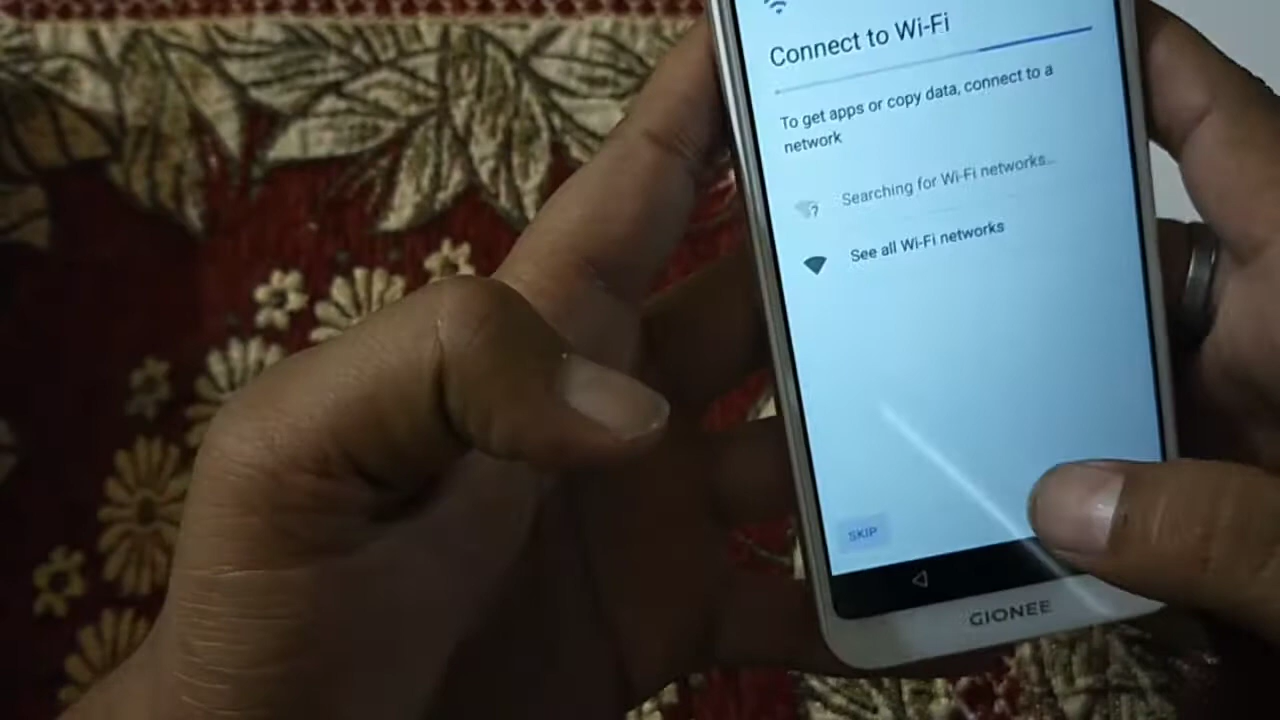 Connect to Wi-Fi
To get apps or copy data, connect to a
network
Searching for Wi-Fi networks...
See all Wi-Fi networks
SKIP
GIONEE